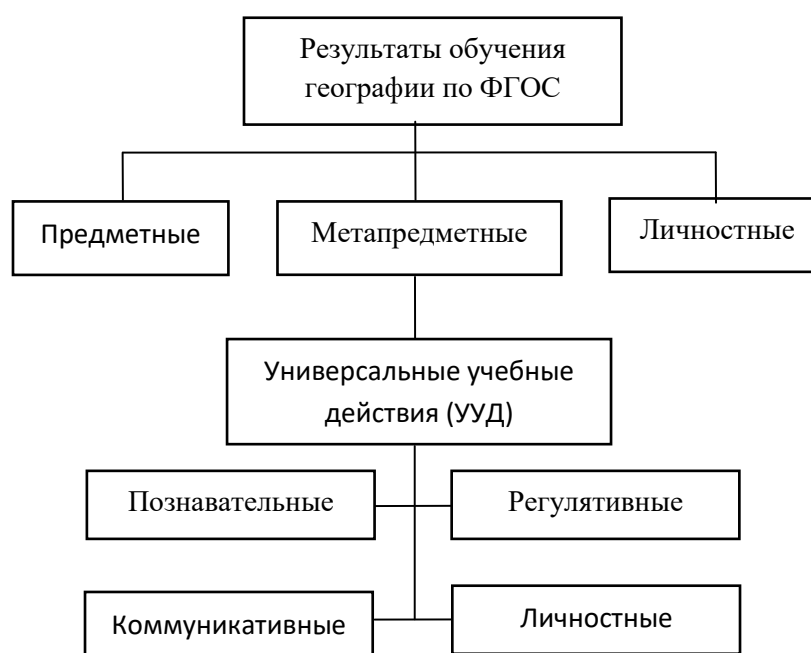 Результаты обучения
географии по ФГОС
Предметные
Метапредметные
Личностные
Универсальные учебные
действия (УУД)
Познавательные
Регулятивные
Коммуникативные
Личностные